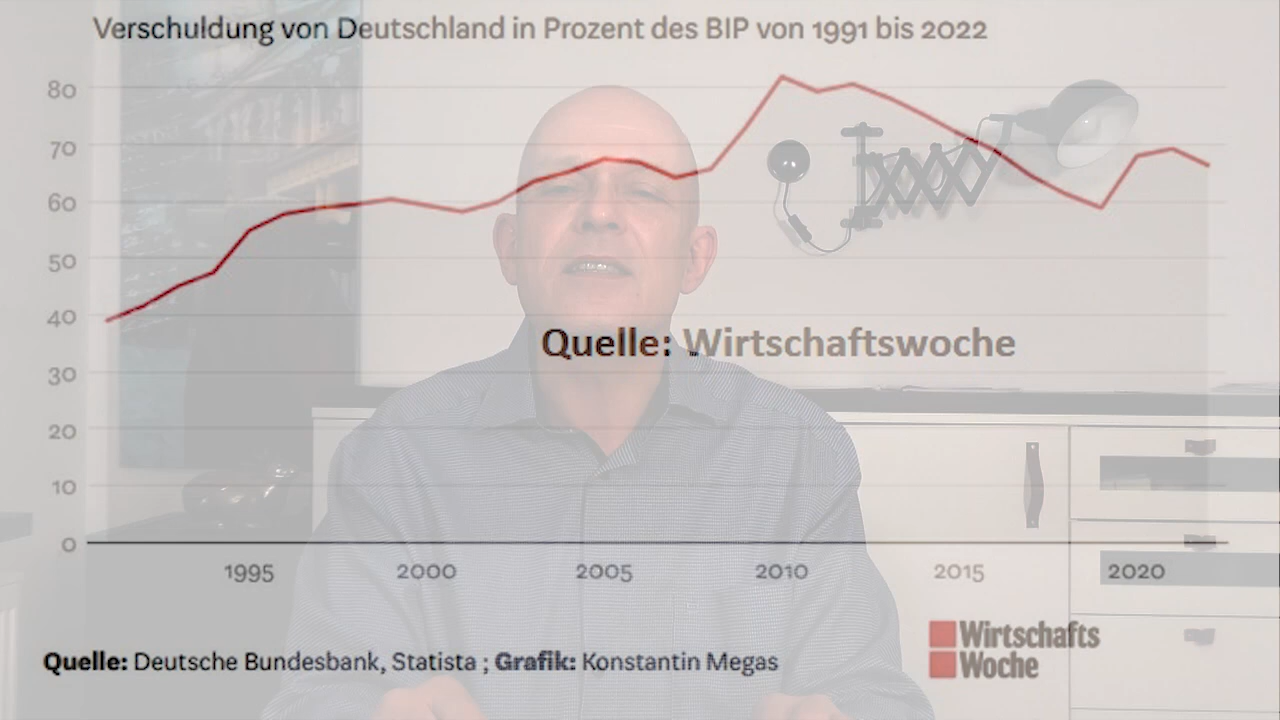 Verschuldung von Deutschland in Prozent des BIP von 1991 bis 2022
80
70
60
50
40
30
20
10
0
Quelle: Wirtschaftswoche
1995 2000 2005 2010 2015 2020
Quelle: Deutsche Bundesbank, Statista ; Grafik: Konstantin Megas
Wirtschafts
Woche